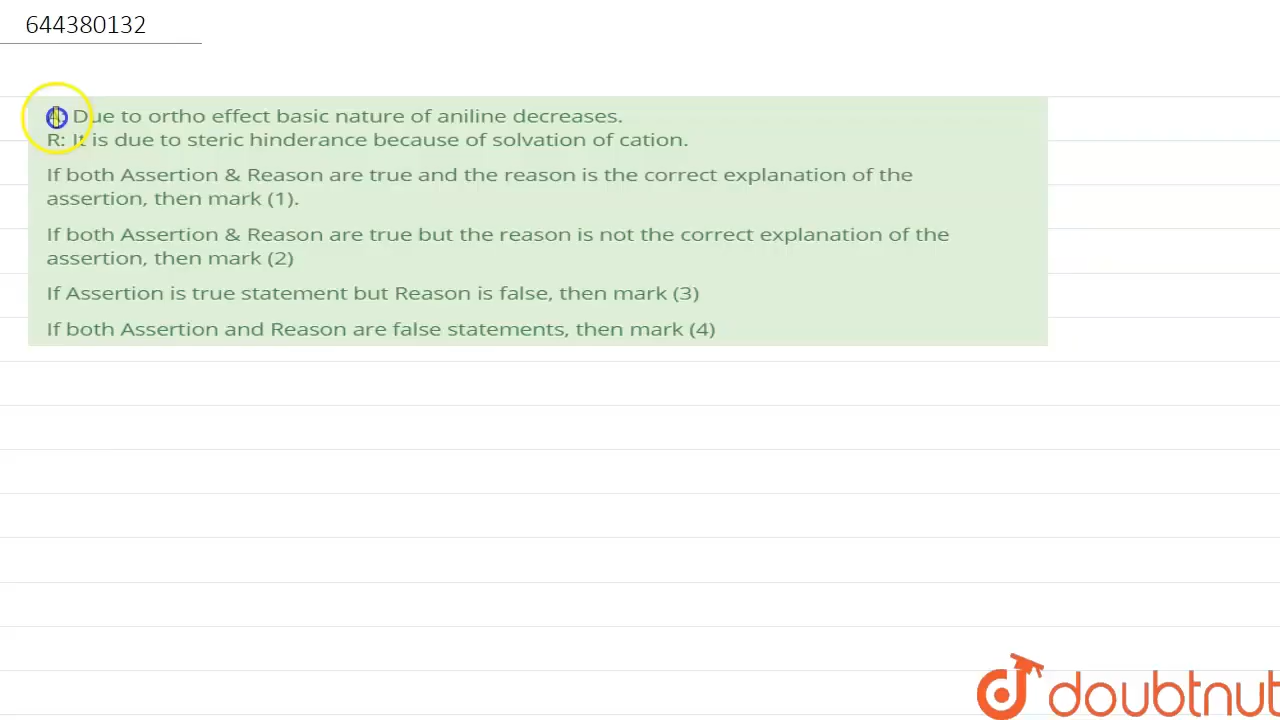 644380132
A: Due to ortho effect basic nature of aniline decreases.
R: It is due to steric hinderance because of solvation of cation.
If both Assertion & Reason are true and the reason is the correct explanation of the
assertion, then mark (1).
If both Assertion & Reason are true but the reason is not the correct explanation of the
assertion, then mark (2)
If Assertion is true statement but Reason is false, then mark (3)
If both Assertion and Reason are false statements, then mark (4)
doubtnut